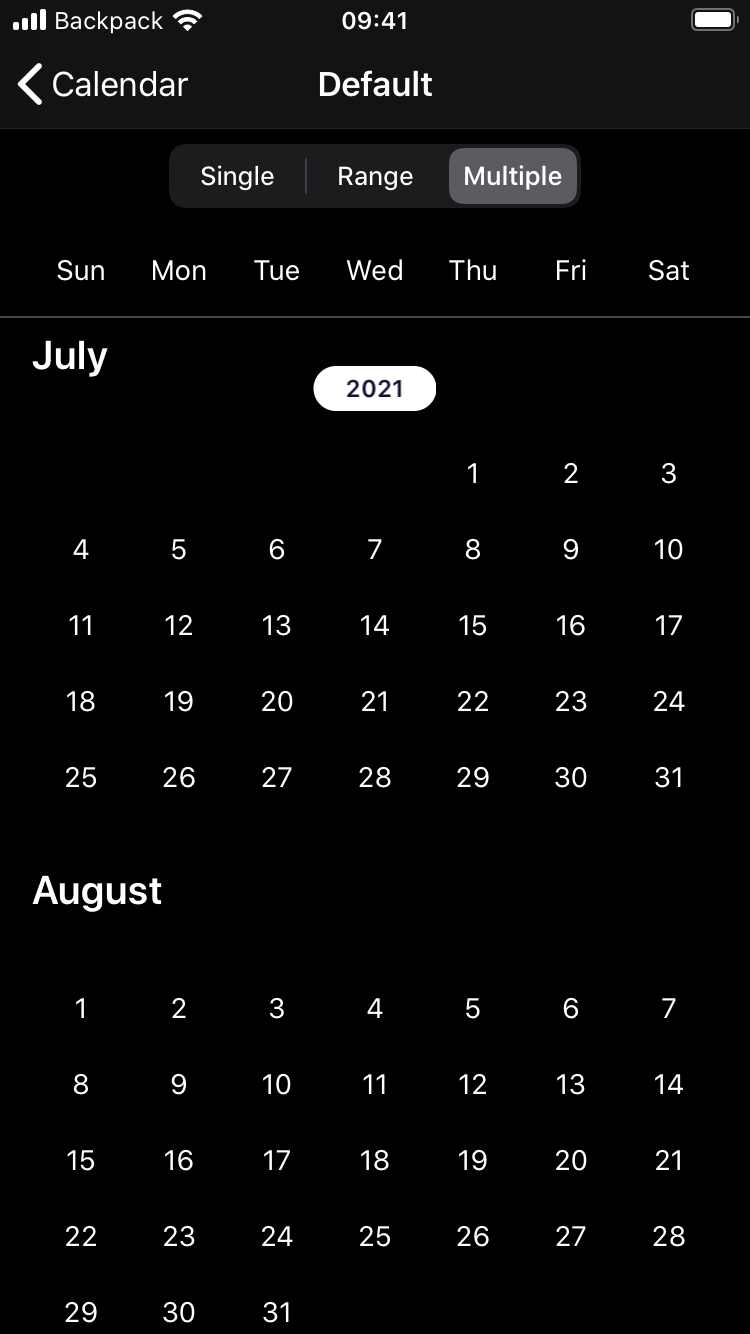 Backpack 09:41
Calendar Default
Single Range Multiple
Sun Mon Tue Wed Thu Fri Sat
July
2021
1 2 3
4 5 6 7 8 9 10
11 12 13 14 15 16 17
18 19 20 21 22 23 24
25 26 27 28 29 30 31
August
1 2 3 4 5 6 7
8 9 10 11 12 13 14
15 16 17 18 19 20 21
22 23 24 25 26 27 28
29 30 31